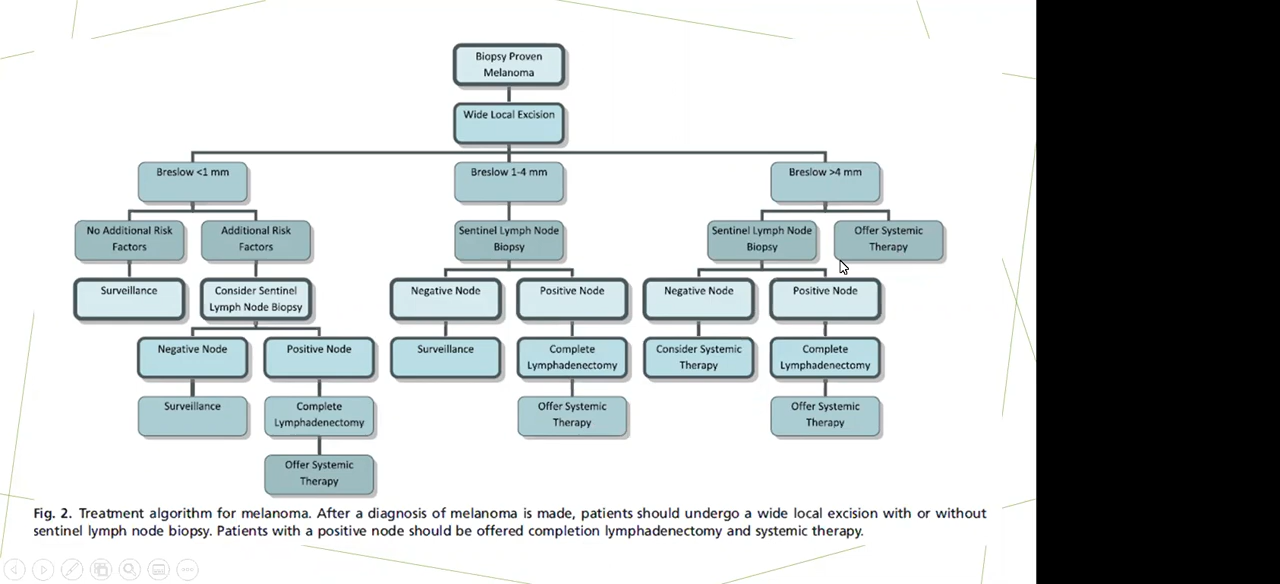 Biopsy Proven
Melanoma
Wide Local Excision
Breslow <1 mm
Breslow 1-4 mm
Breslow >4 mm
No Additional Risk
Factors
Additional Risk
Factors
Sentinel Lymph Node
Biopsy
Sentinel Lymph Node
Biopsy
Offer Systemic
Therapy
Surveillance
Consider Sentinel
Lymph Node Biopsy
Negative Node
Positive Node
Negative Node
Positive Node
Negative Node
Positive Node
Surveillance
Complete
Lymphadenectomy
Consider Systemic
Therapy
Complete
Lymphadenectomy
Surveillance
Complete
Lymphadenectomy
Offer Systemic
Therapy
Offer Systemic
Therapy
Offer Systemic
Therapy
Fig. 2. Treatment algorithm for melanoma. After a diagnosis of melanoma is made, patients should undergo a wide local excision with or without
sentinel lymph node biopsy. Patients with a positive node should be offered completion lymphadenectomy and systemic therapy.